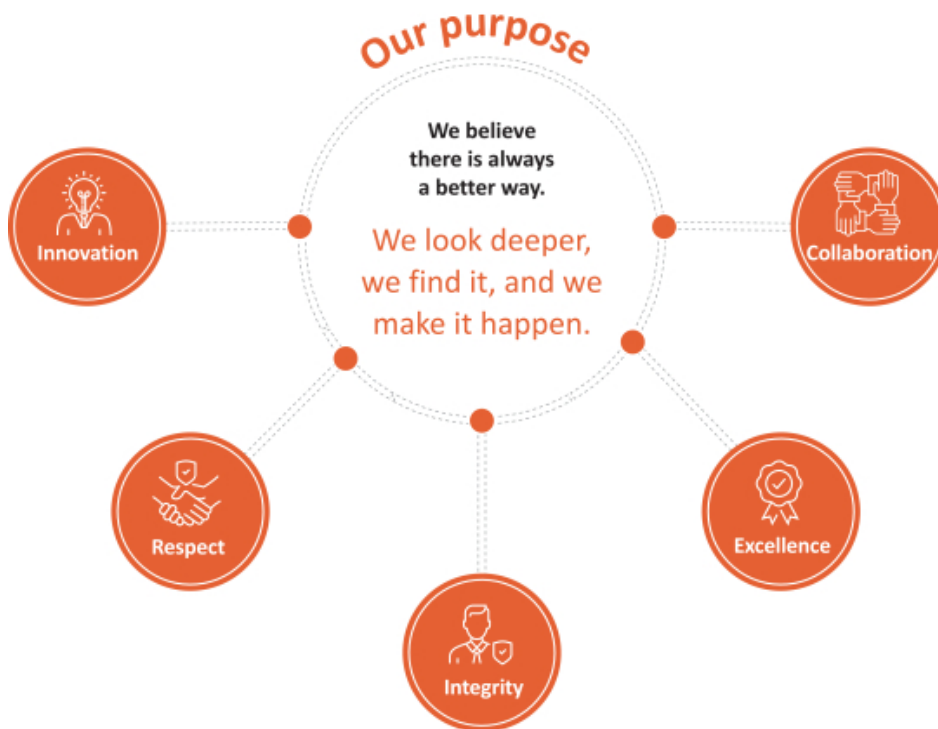 Our purpose
We believe
there is always
a better way.
We look deeper,
we find it, and we
make it happen.
Innovation
Collaboration
Respect
Excellence
Integrity